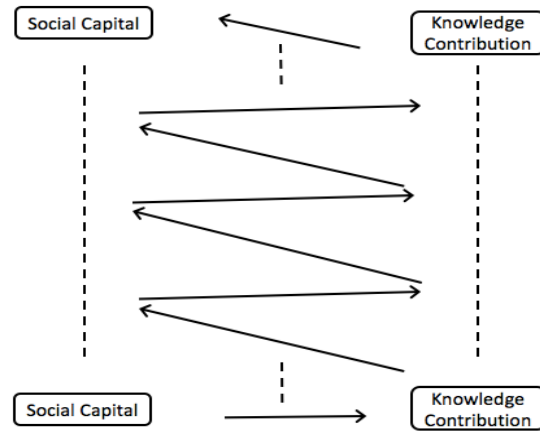 Social Capital
Knowledge
Contribution
Social Capital
Knowledge
Contribution